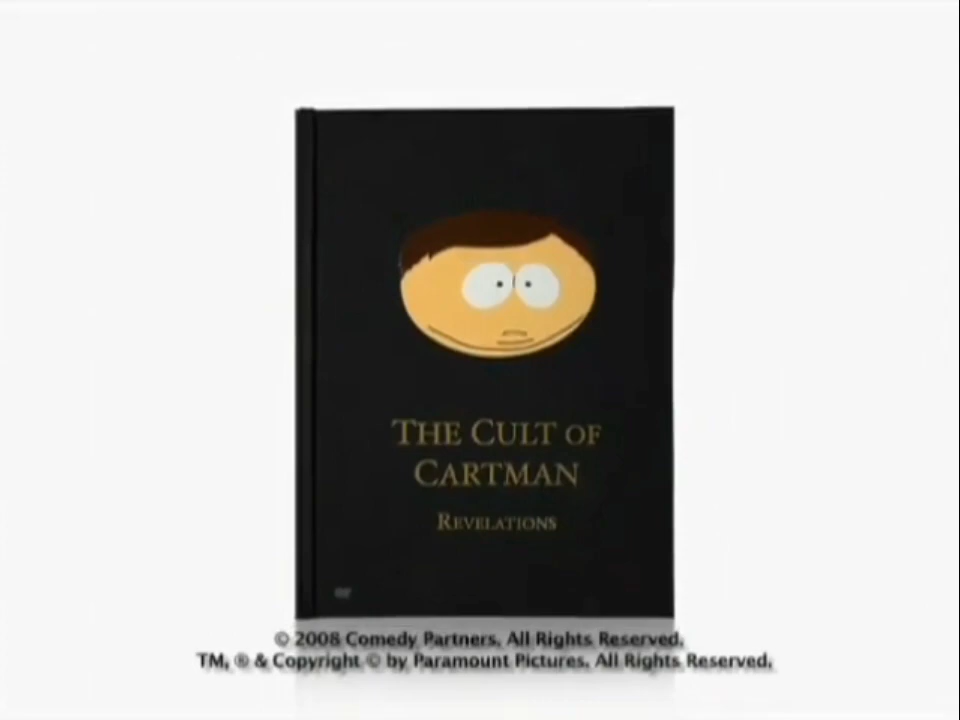 THE CULT OF
CARTMAN
REVELATIONS
© 2008 Comedy Partners. All Rights Reserved.
TM, ® & Copyright © by Paramount Pictures. All Rights Reserved.